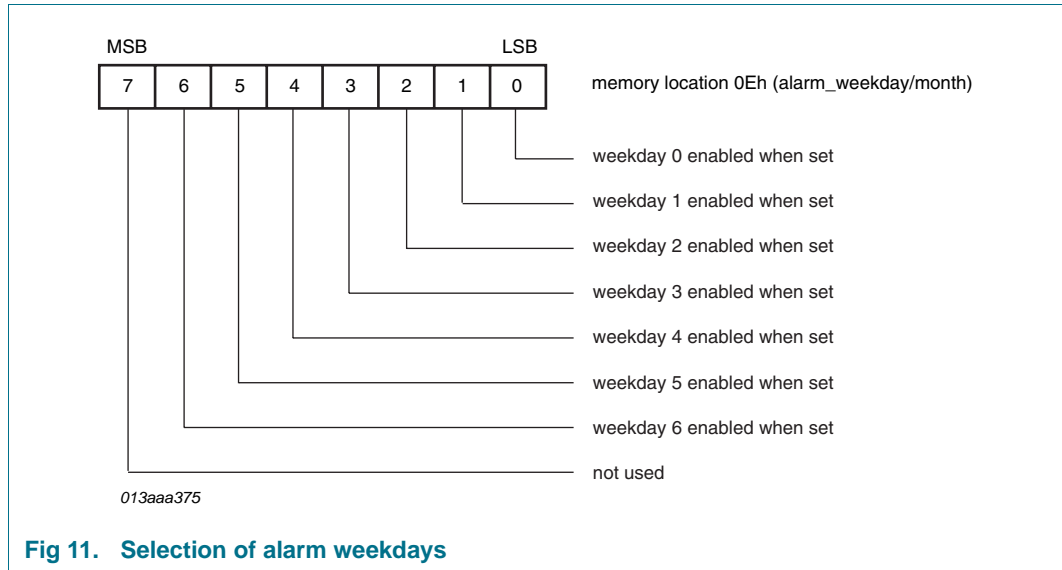 MSB LSB
7 6 5 4 3 2 1 0 memory location 0Eh (alarm_weekday/month)
weekday 0 enabled when set
weekday 1 enabled when set
weekday 2 enabled when set
weekday 3 enabled when set
weekday 4 enabled when set
weekday 5 enabled when set
weekday 6 enabled when set
not used
013aaa375
Fig 11. Selection of alarm weekdays